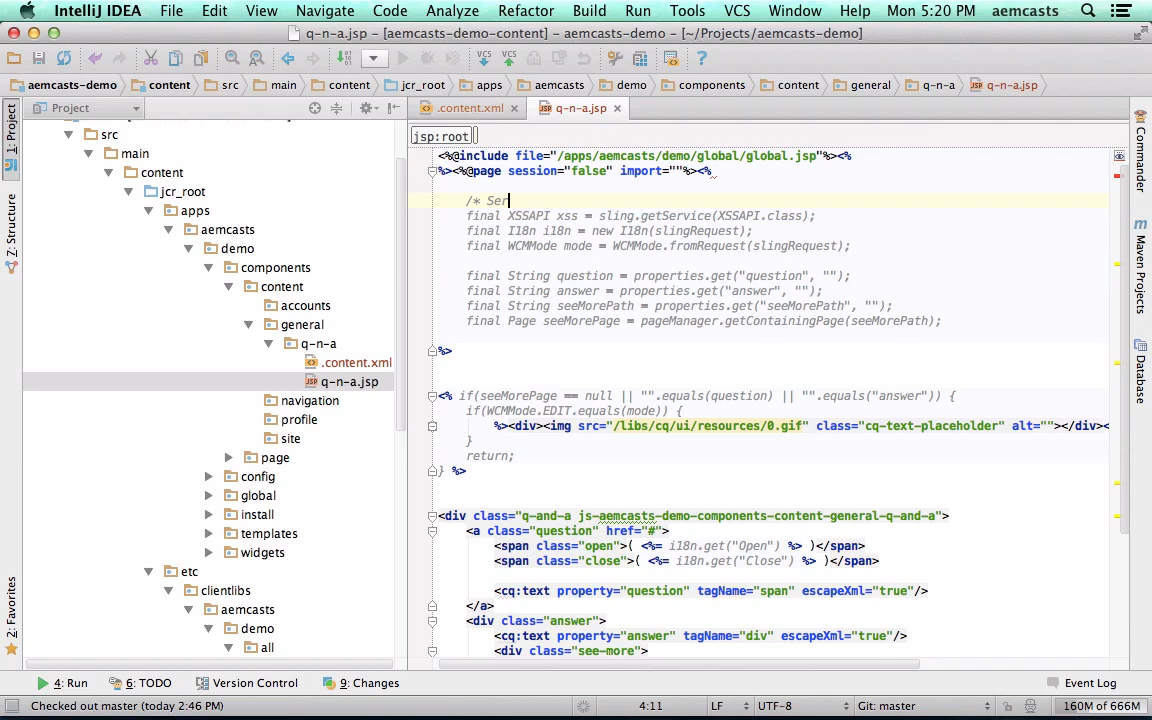 IntelliJ IDEA File Edit View Navigate Code Analyze Refactor Build Run Tools VCS Window Help Mon 5:20 PM aemcasts
q-n-a.jsp - [aemcasts-demo-content] - aemcasts-demo - [~/Projects/aemcasts-demo]
VCS VCS
aemcasts-demo content src main content jcr_root apps aemcasts demo components content general q-n-a q-n-a.jsp
Project
.content.xml
q-n-a.jsp
1: Project
Z: Structure
2: Favorites
src
main
content
jcr_root
apps
aemcasts
demo
components
content
accounts
general
q-n-a
.content.xml
q-n-a.jsp
navigation
profile
site
page
config
global
install
templates
widgets
etc
clientlibs
aemcasts
demo
all
jsp:root
<%@include file="/apps/aemcasts/demo/global/global.jsp"%><%
%><%@page session="false" import=""%><%
/* Ser
final XSSAPI xss = sling.getService(XSSAPI.class);
final I18n i18n = new I18n(slingRequest);
final WCMMode mode = WCMMode.fromRequest(slingRequest);
final String question = properties.get("question", "");
final String answer = properties.get("answer", "");
final String seeMorePath = properties.get("seeMorePath", "");
final Page seeMorePage = pageManager.getContainingPage(seeMorePath);
%>
<% if(seeMorePage == null || "".equals(question) || "".equals("answer")) {
if(WCMMode.EDIT.equals(mode)) {
%><div><img src="/libs/cq/ui/resources/0.gif" class="cq-text-placeholder" alt=""></div><
}
return;
} %>
<div class="q-and-a js-aemcasts-demo-components-content-general-q-and-a">
<a class="question" href="#">
<span class="open">( <%= i18n.get("Open") %> )</span>
<span class="close">( <%= i18n.get("Close") %> )</span>
<cq:text property="question" tagName="span" escapeXml="true"/>
</a>
<div class="answer">
<cq:text property="answer" tagName="div" escapeXml="true"/>
<div class="see-more">
Commander
Maven Projects
Database
4: Run 6: TODO Version Control 9: Changes Event Log
Checked out master (today 2:46 PM) 4:11 LF UTF-8 Git: master 160M of 666M